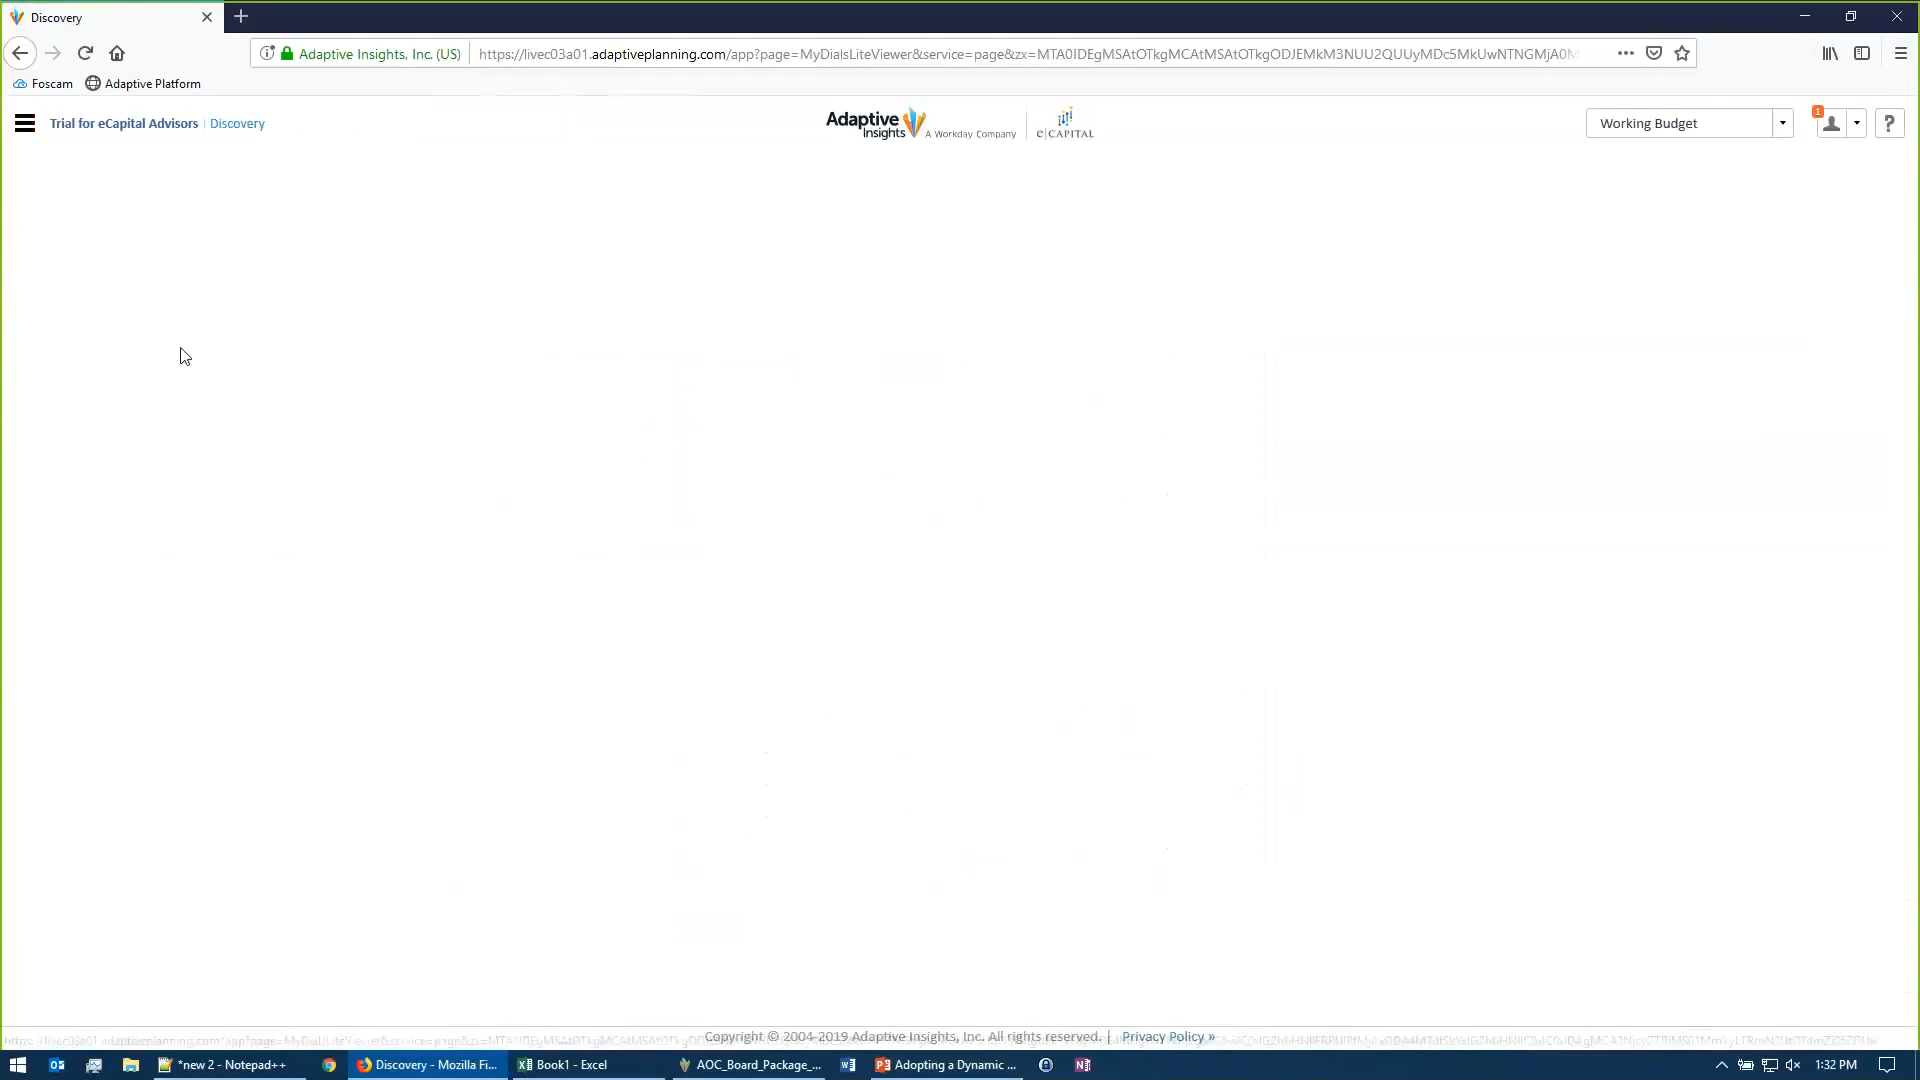 Discovery
Adaptive Insights, Inc. (US)
https://livec03a01.adaptiveplanning.com/app?page=MyDialsLiteViewer&service=page&zx=
Foscam
Adaptive Platform
Trial for eCapital Advisors | Discovery
Adaptive Insights A Workday Company
e|CAPITAL
Working Budget
1
?
Copyright © 2004-2019 Adaptive Insights, Inc. All rights reserved. | Privacy Policy »
*new 2 - Notepad++
Discovery - Mozilla Fi...
Book1 - Excel
AOC_Board_Package_...
Adopting a Dynamic ...
1:32 PM